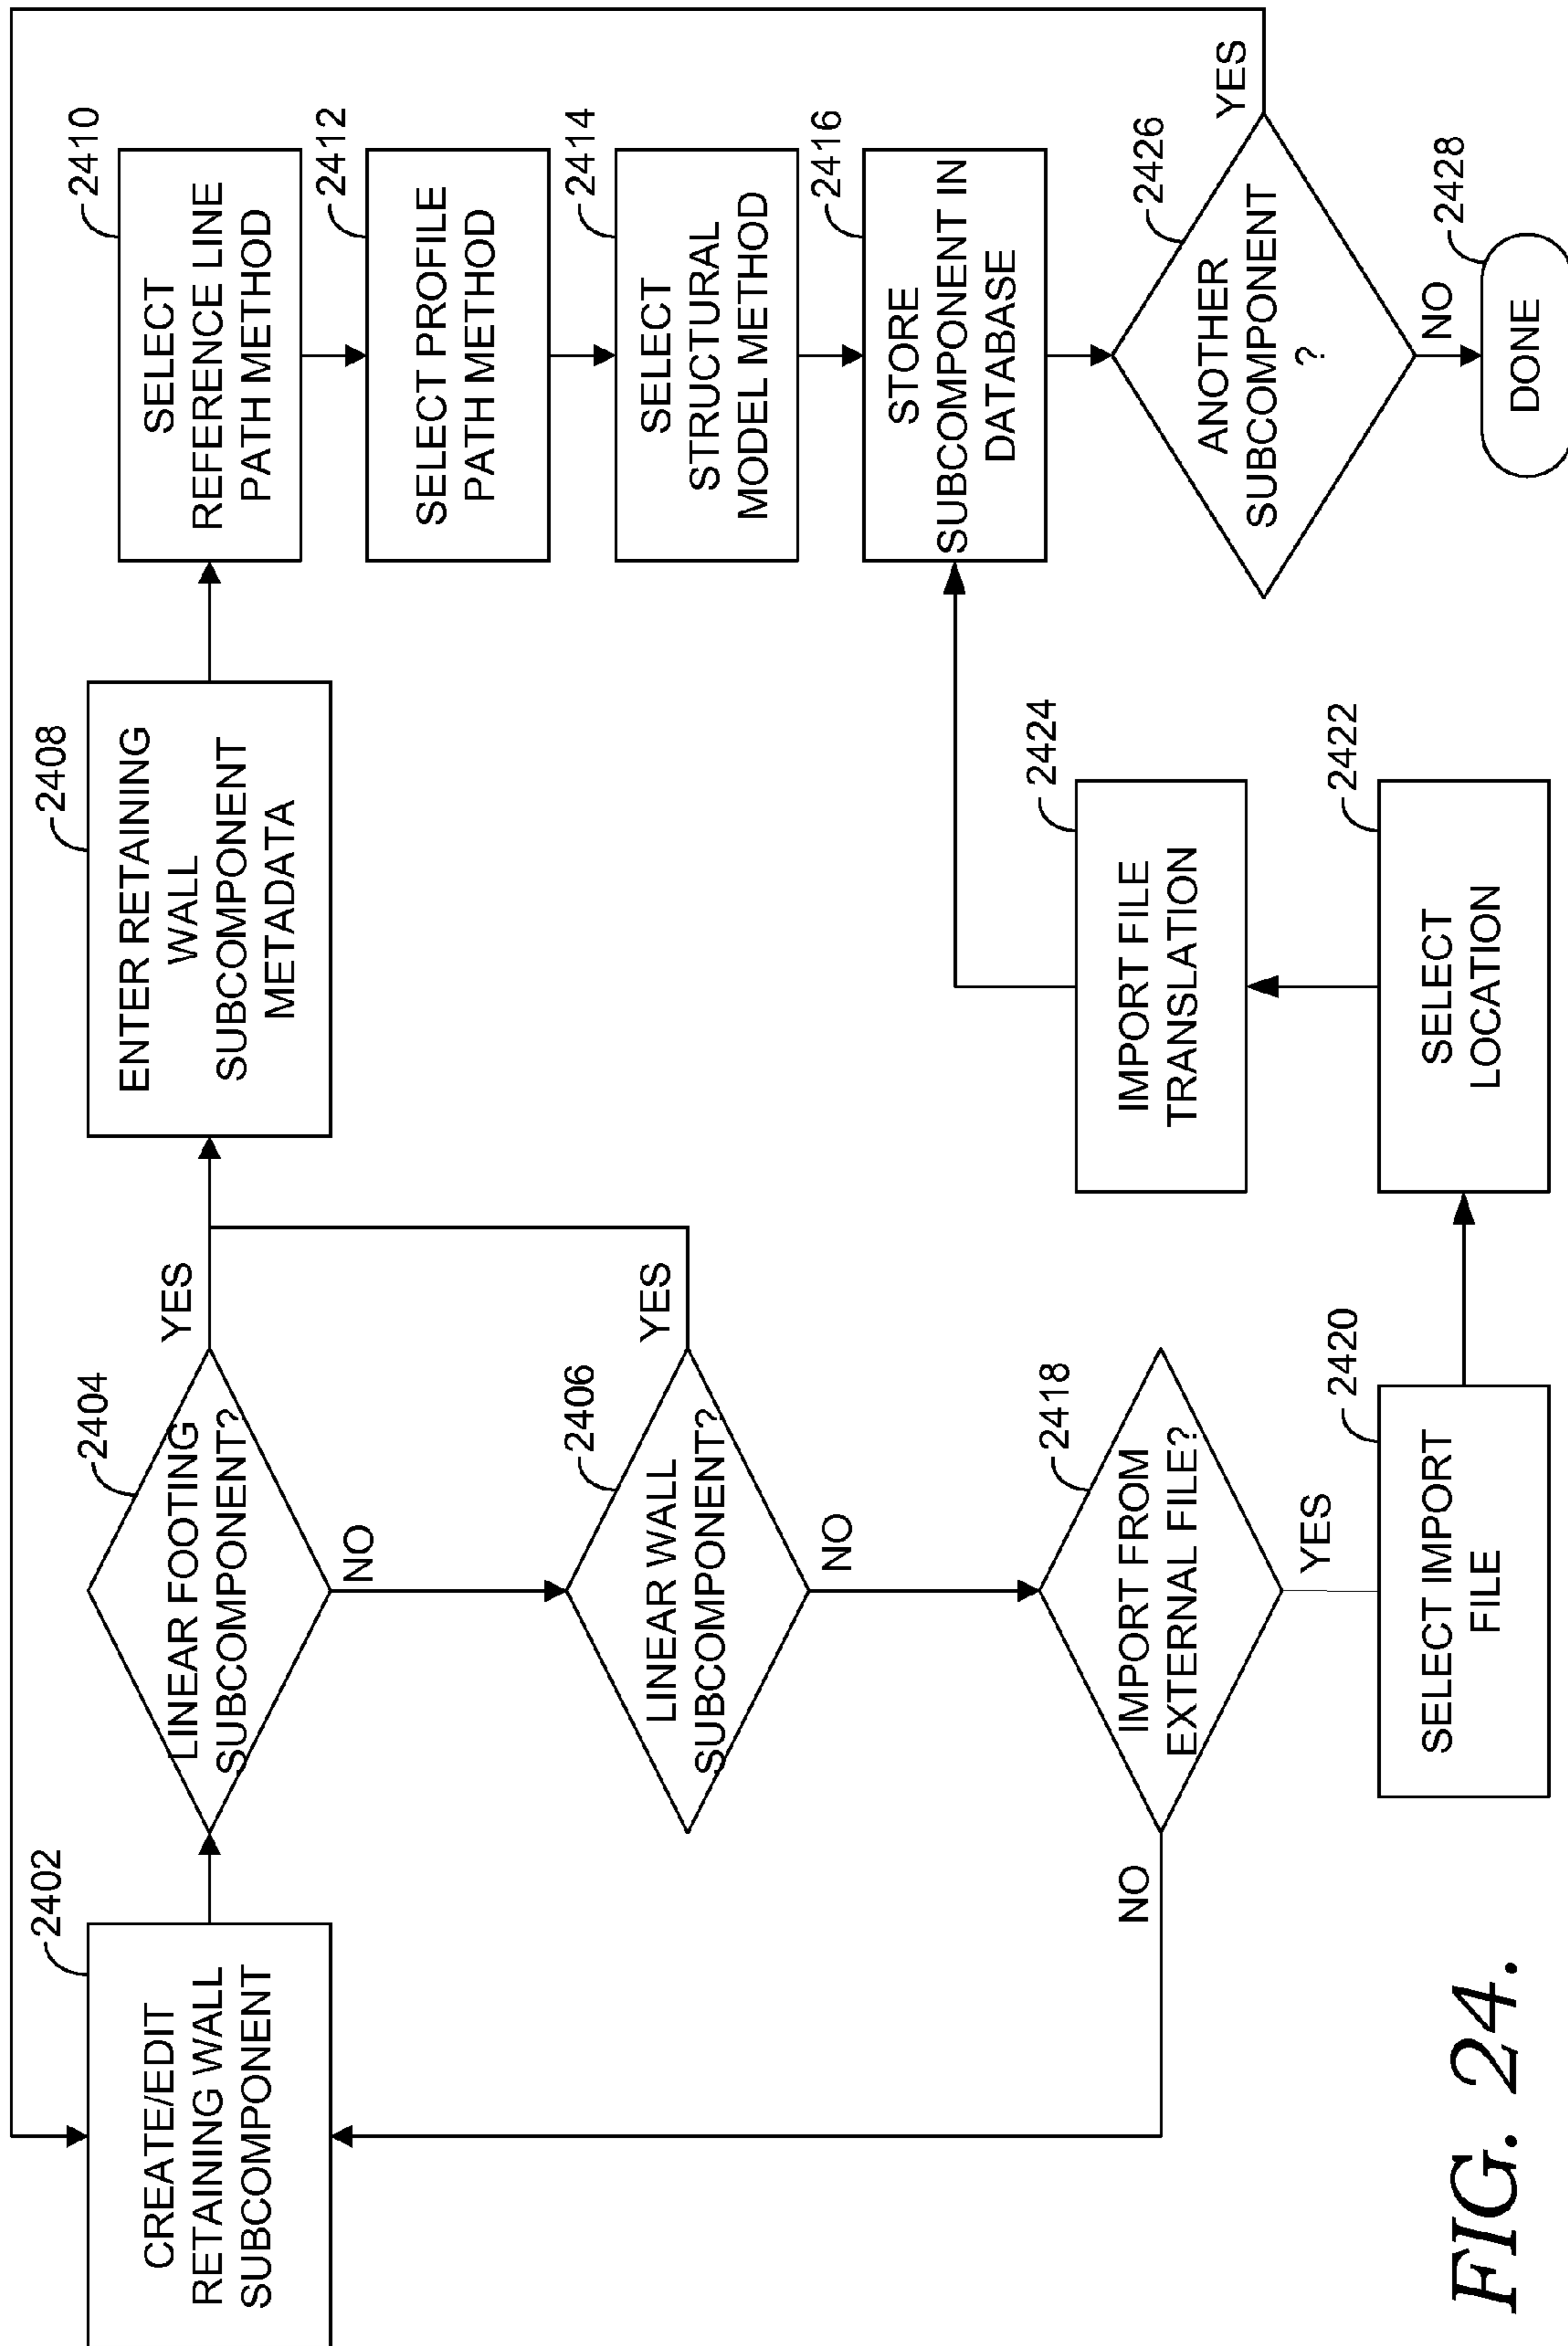 2402
CREATE/EDIT
RETAINING WALL
SUBCOMPONENT
2404
LINEAR FOOTING
SUBCOMPONENT?
YES
NO
2406
LINEAR WALL
SUBCOMPONENT?
YES
NO
2408
ENTER RETAINING
WALL
SUBCOMPONENT
METADATA
2410
SELECT
REFERENCE LINE
PATH METHOD
2412
SELECT PROFILE
PATH METHOD
2414
SELECT
STRUCTURAL
MODEL METHOD
2416
STORE
SUBCOMPONENT IN
DATABASE
2418
IMPORT FROM
EXTERNAL FILE?
NO
YES
2420
SELECT IMPORT
FILE
2422
SELECT
LOCATION
2424
IMPORT FILE
TRANSLATION
2426
ANOTHER
SUBCOMPONENT
?
YES
NO
2428
DONE
FIG. 24.